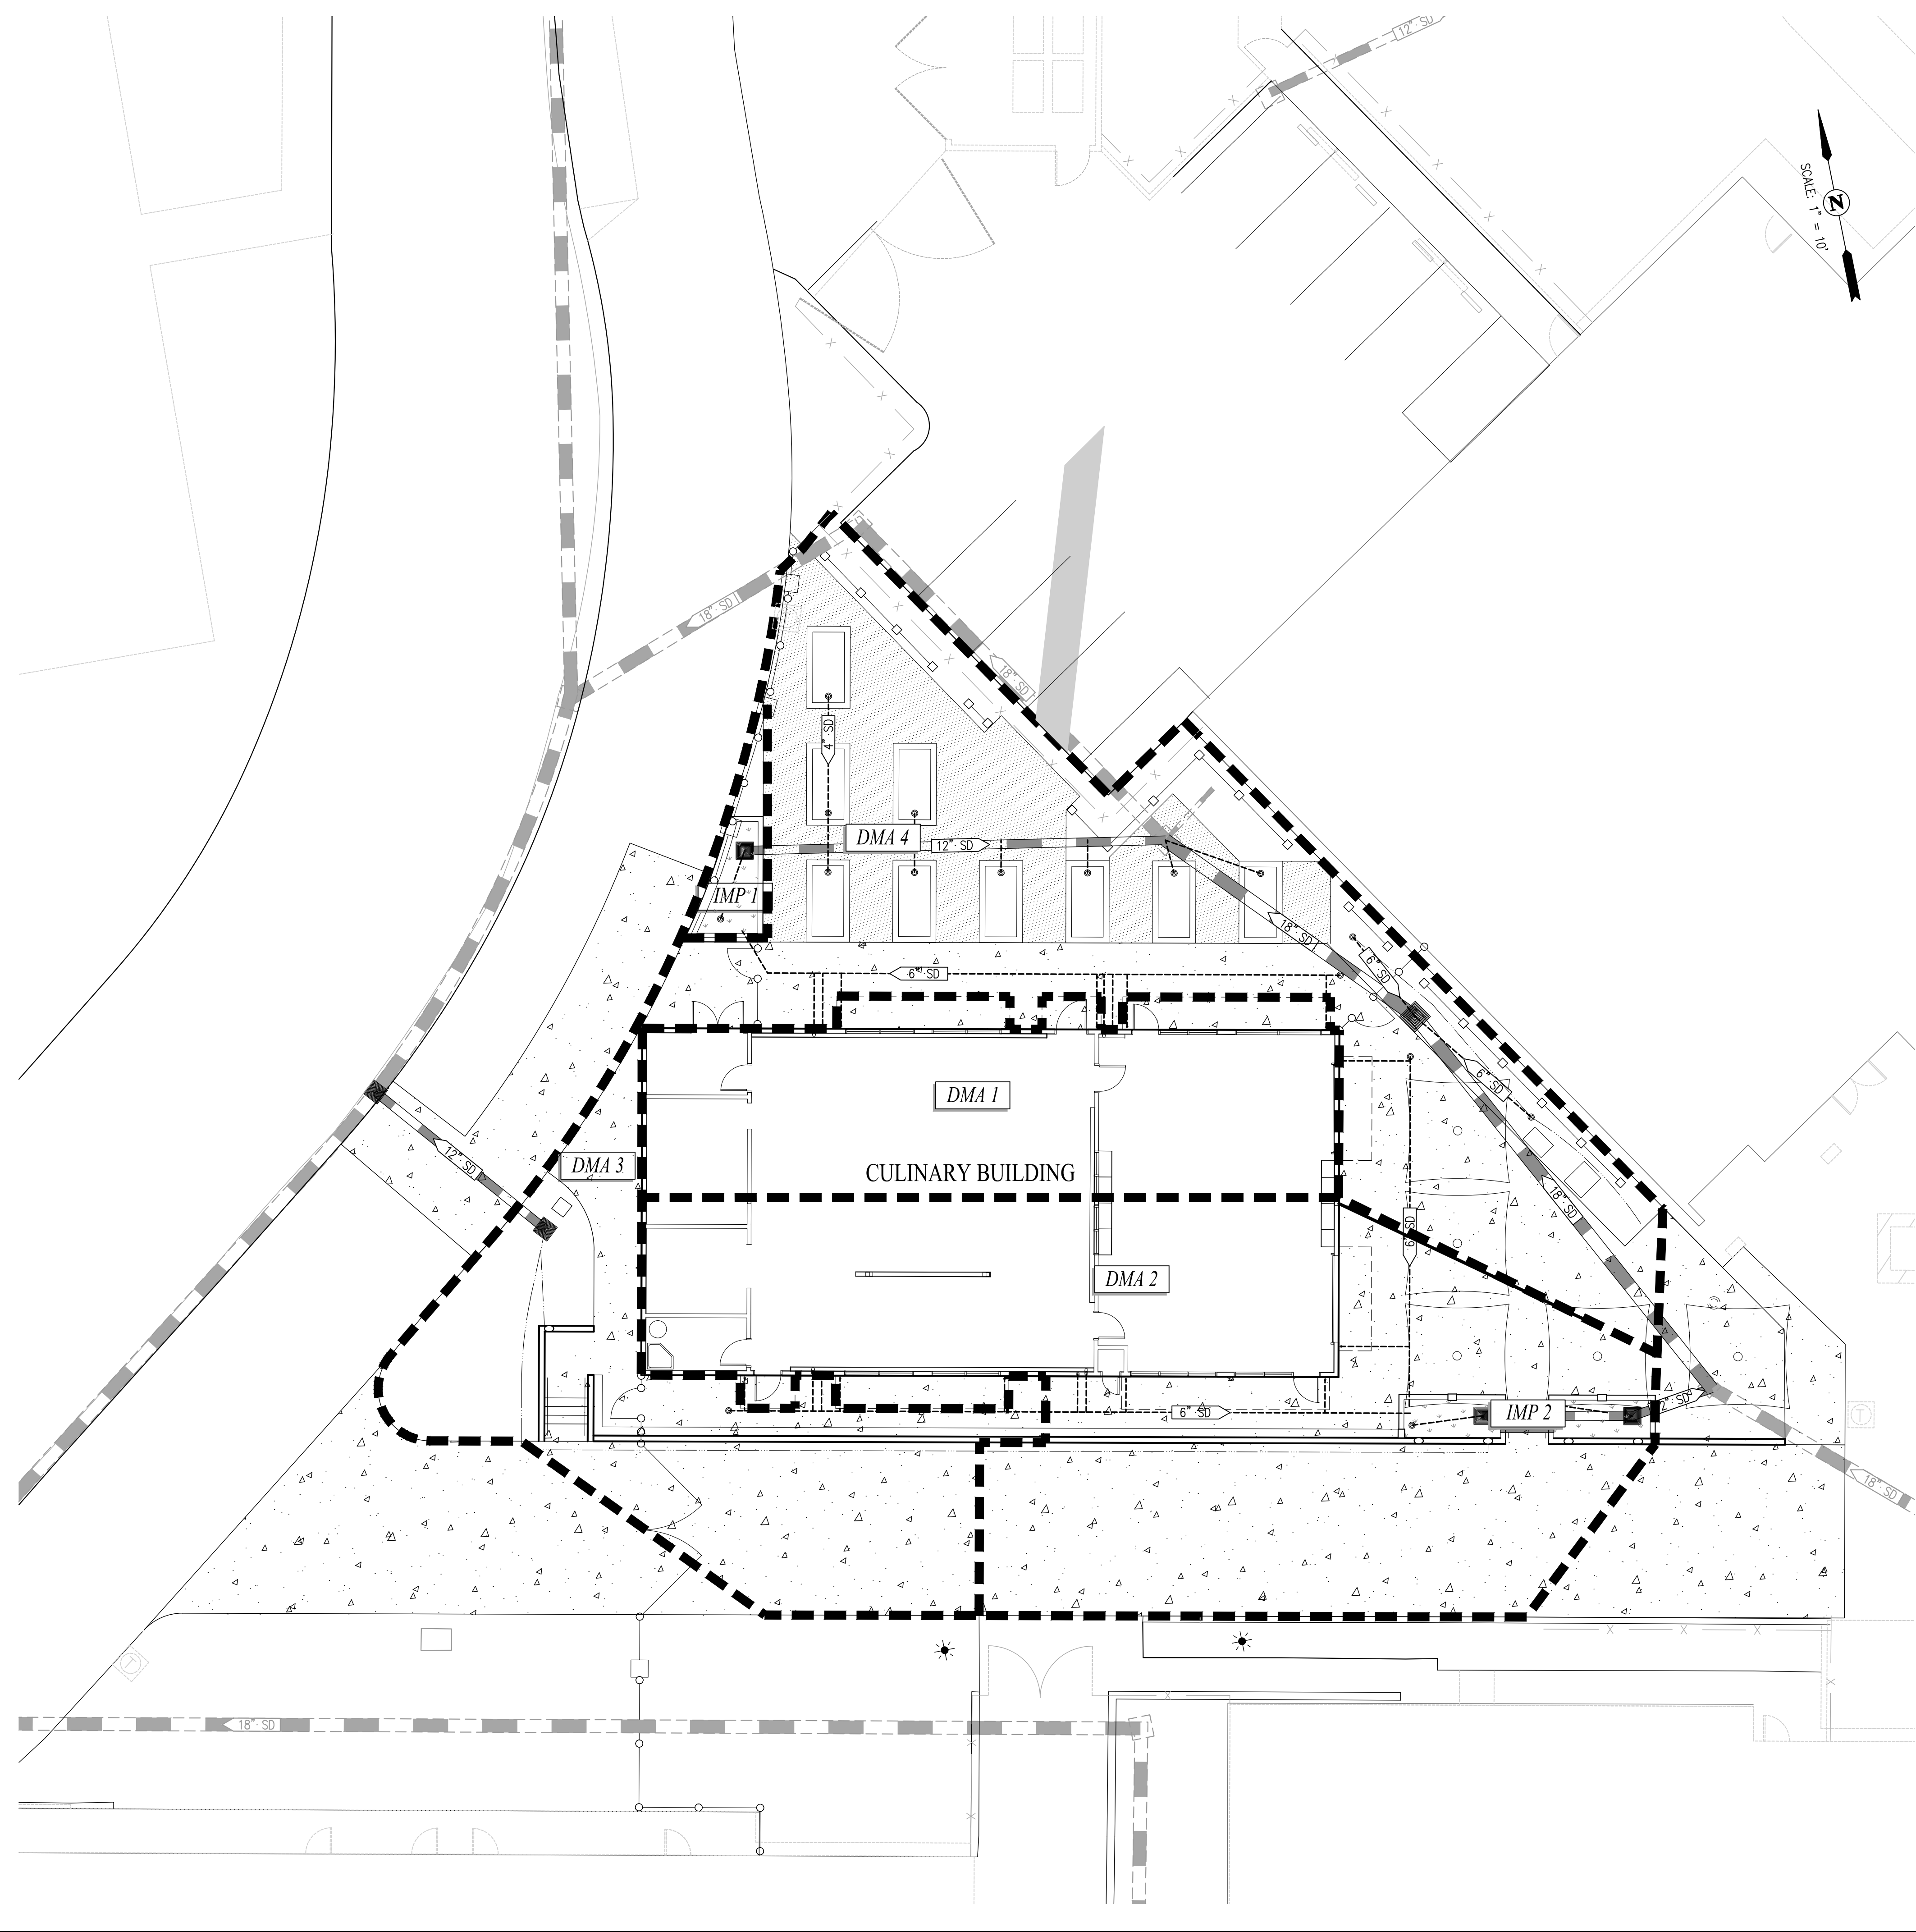 12" SD
N
SCALE: 1" = 10'
18" SD
18" SD
4" SD
DMA 4
12" SD
IMP 1
18" SD
6" SD
6" SD
6" SD
DMA 1
12" SD
DMA 3
CULINARY BUILDING
18" SD
6" SD
DMA 2
12" SD
6" SD
IMP 2
T
18" SD
T
18" SD